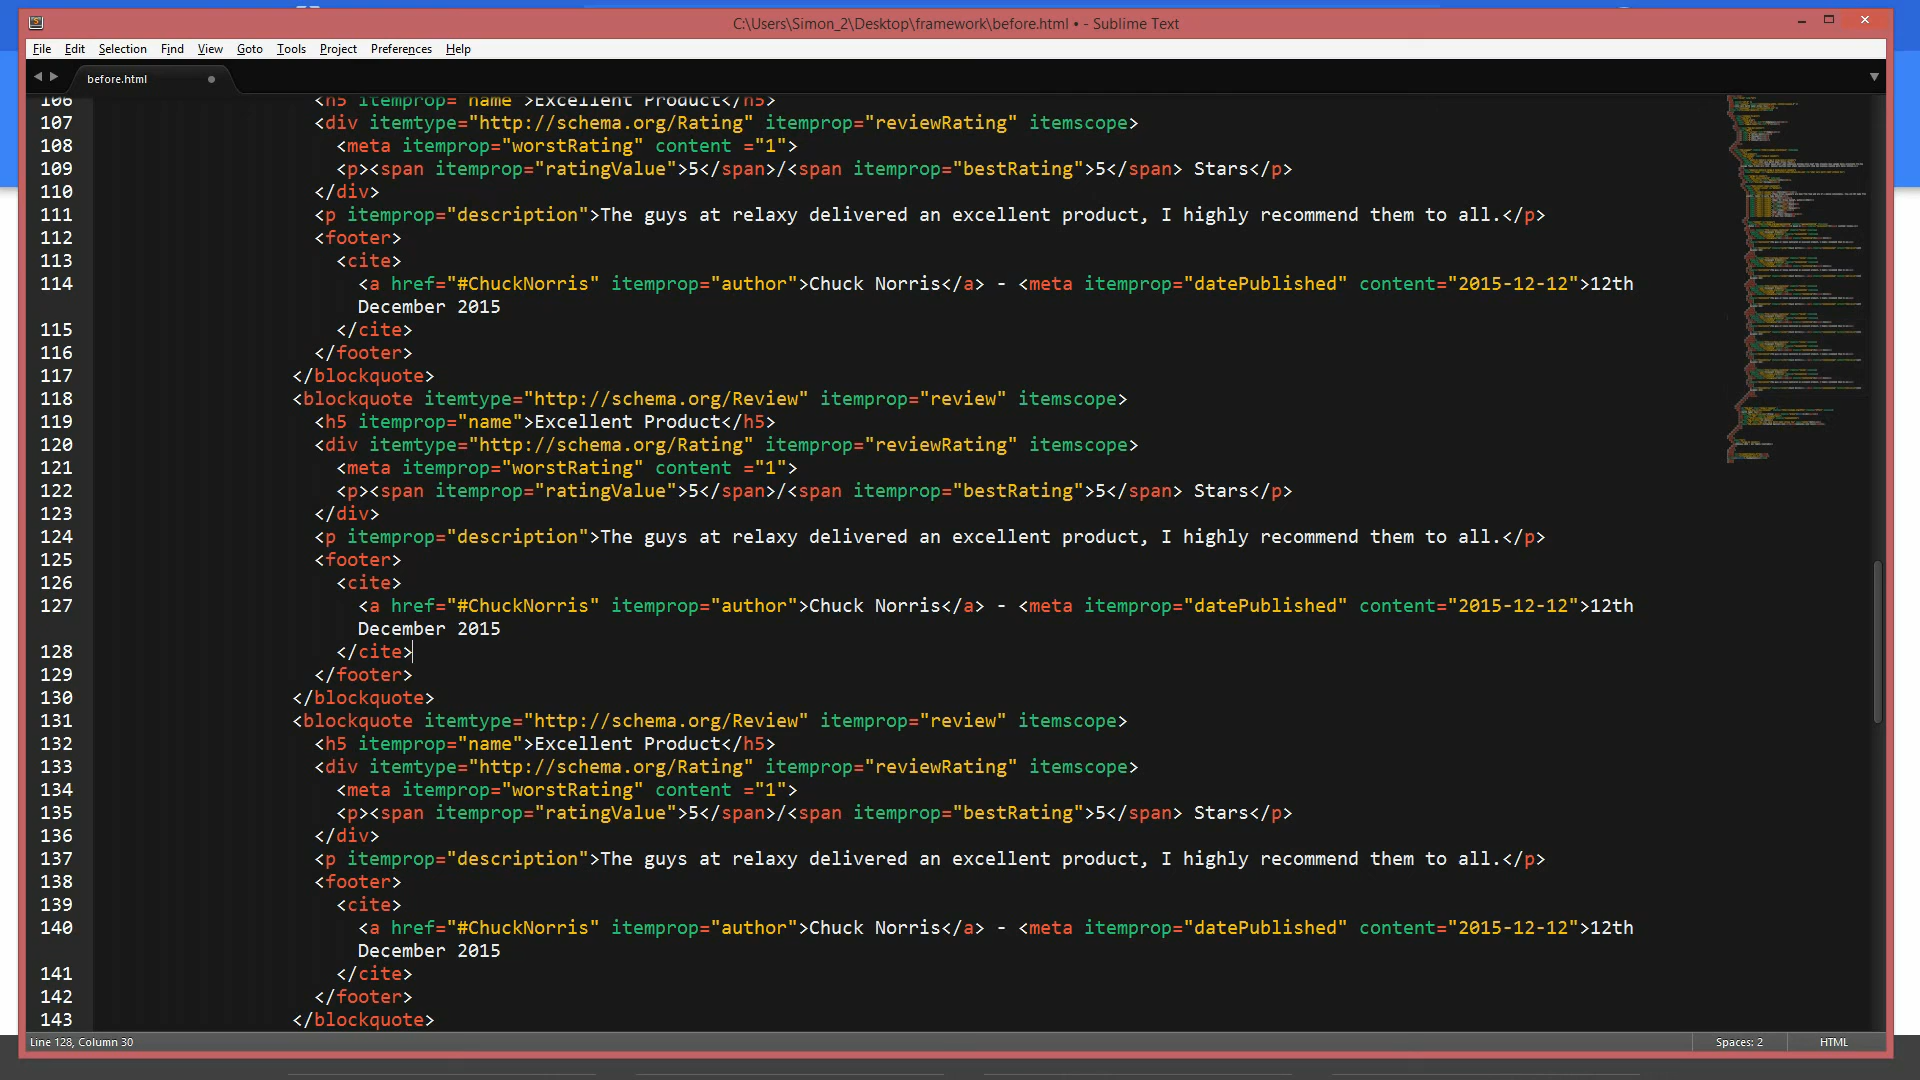 C:\Users\Simon_2\Desktop\framework\before.html • - Sublime Text
File Edit Selection Find View Goto Tools Project Preferences Help
before.html
106 <h5 itemprop="name">Excellent Product</h5>
107 <div itemtype="http://schema.org/Rating" itemprop="reviewRating" itemscope>
108 <meta itemprop="worstRating" content ="1">
109 <p><span itemprop="ratingValue">5</span>/<span itemprop="bestRating">5</span> Stars</p>
110 </div>
111 <p itemprop="description">The guys at relaxy delivered an excellent product, I highly recommend them to all.</p>
112 <footer>
113 <cite>
114 <a href="#ChuckNorris" itemprop="author">Chuck Norris</a> - <meta itemprop="datePublished" content="2015-12-12">12th
December 2015
115 </cite>
116 </footer>
117 </blockquote>
118 <blockquote itemtype="http://schema.org/Review" itemprop="review" itemscope>
119 <h5 itemprop="name">Excellent Product</h5>
120 <div itemtype="http://schema.org/Rating" itemprop="reviewRating" itemscope>
121 <meta itemprop="worstRating" content ="1">
122 <p><span itemprop="ratingValue">5</span>/<span itemprop="bestRating">5</span> Stars</p>
123 </div>
124 <p itemprop="description">The guys at relaxy delivered an excellent product, I highly recommend them to all.</p>
125 <footer>
126 <cite>
127 <a href="#ChuckNorris" itemprop="author">Chuck Norris</a> - <meta itemprop="datePublished" content="2015-12-12">12th
December 2015
128 </cite>
129 </footer>
130 </blockquote>
131 <blockquote itemtype="http://schema.org/Review" itemprop="review" itemscope>
132 <h5 itemprop="name">Excellent Product</h5>
133 <div itemtype="http://schema.org/Rating" itemprop="reviewRating" itemscope>
134 <meta itemprop="worstRating" content ="1">
135 <p><span itemprop="ratingValue">5</span>/<span itemprop="bestRating">5</span> Stars</p>
136 </div>
137 <p itemprop="description">The guys at relaxy delivered an excellent product, I highly recommend them to all.</p>
138 <footer>
139 <cite>
140 <a href="#ChuckNorris" itemprop="author">Chuck Norris</a> - <meta itemprop="datePublished" content="2015-12-12">12th
December 2015
141 </cite>
142 </footer>
143 </blockquote>
Line 128, Column 30 Spaces: 2 HTML